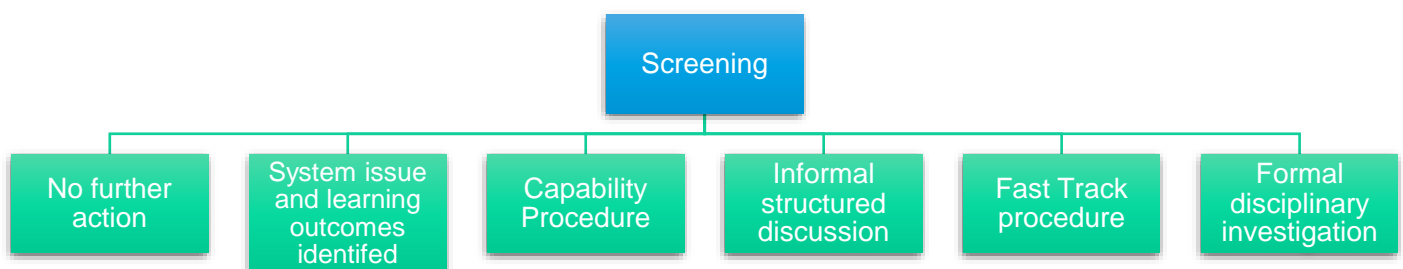 Screening
No further
action
System issue
and learning
outcomes
identifed
Capability
Procedure
Informal
structured
discussion
Fast Track
procedure
Formal
disciplinary
investigation